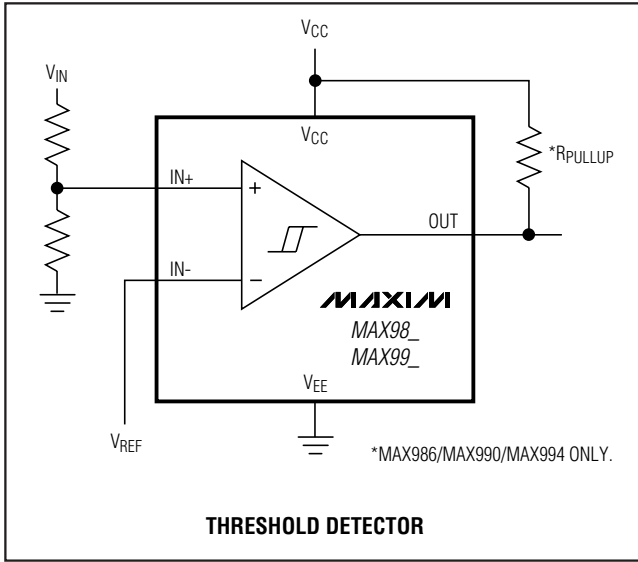 VCC
VIN
VCC
*RPULLUP
IN+
+
OUT
IN-
−
MAXIM
MAX98_
MAX99_
VEE
VREF
*MAX986/MAX990/MAX994 ONLY.
THRESHOLD DETECTOR